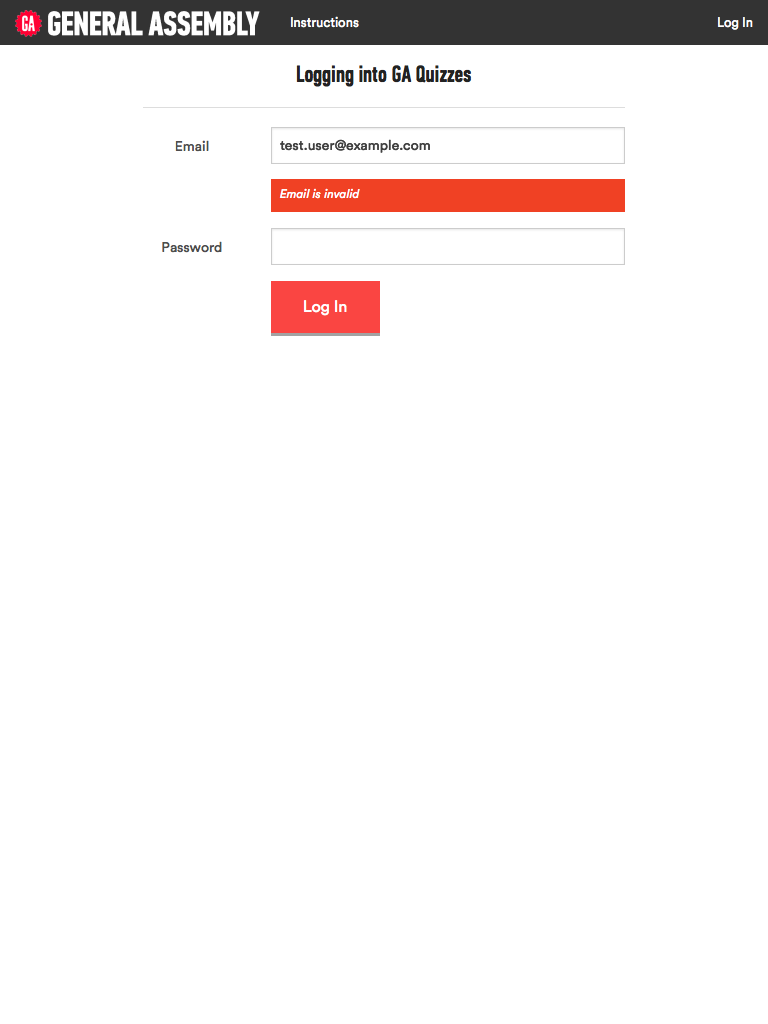 GA GENERAL ASSEMBLY Instructions Log In
Logging into GA Quizzes
Email test.user@example.com
Email is invalid
Password
Log In